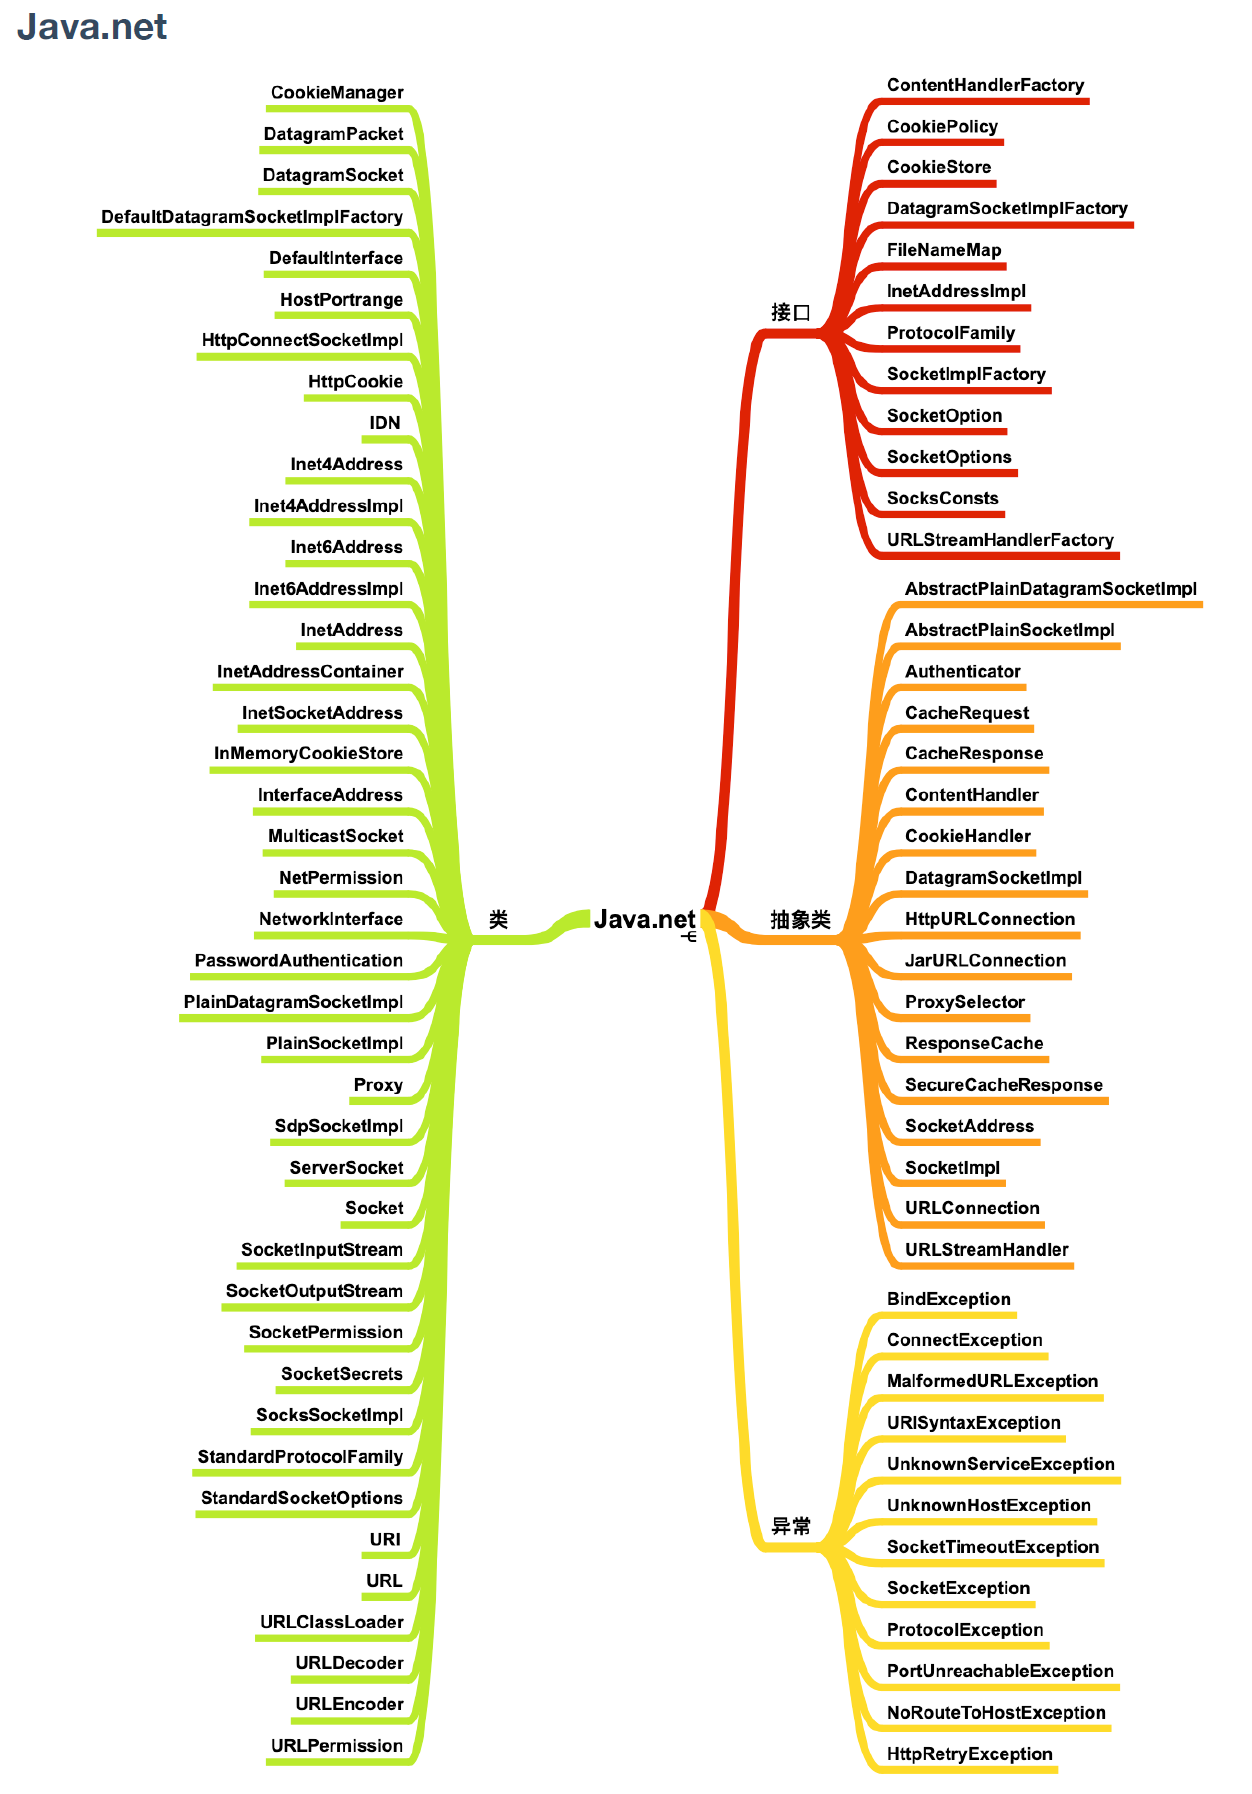 Java.net
CookieManager
DatagramPacket
DatagramSocket
DefaultDatagramSocketImplFactory
DefaultInterface
HostPortrange
HttpConnectSocketImpl
HttpCookie
IDN
Inet4Address
Inet4AddressImpl
Inet6Address
Inet6AddressImpl
InetAddress
InetAddressContainer
InetSocketAddress
InMemoryCookieStore
InterfaceAddress
MulticastSocket
NetPermission
NetworkInterface
PasswordAuthentication
PlainDatagramSocketImpl
PlainSocketImpl
Proxy
SdpSocketImpl
ServerSocket
Socket
SocketInputStream
SocketOutputStream
SocketPermission
SocketSecrets
SocksSocketImpl
StandardProtocolFamily
StandardSocketOptions
URI
URL
URLClassLoader
URLDecoder
URLEncoder
URLPermission
类
Java.net
接口
ContentHandlerFactory
CookiePolicy
CookieStore
DatagramSocketImplFactory
FileNameMap
InetAddressImpl
ProtocolFamily
SocketImplFactory
SocketOption
SocketOptions
SocksConsts
URLStreamHandlerFactory
抽象类
AbstractPlainDatagramSocketImpl
AbstractPlainSocketImpl
Authenticator
CacheRequest
CacheResponse
ContentHandler
CookieHandler
DatagramSocketImpl
HttpURLConnection
JarURLConnection
ProxySelector
ResponseCache
SecureCacheResponse
SocketAddress
SocketImpl
URLConnection
URLStreamHandler
异常
BindException
ConnectException
MalformedURLException
URISyntaxException
UnknownServiceException
UnknownHostException
SocketTimeoutException
SocketException
ProtocolException
PortUnreachableException
NoRouteToHostException
HttpRetryException